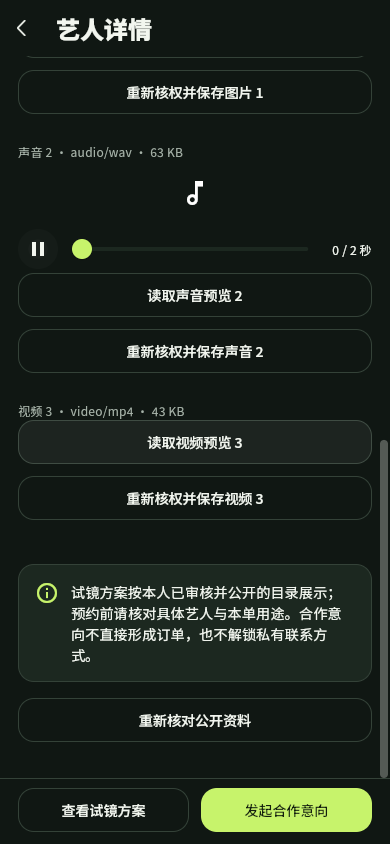 艺人详情
重新核权并保存图片 1
声音 2 • audio/wav • 63 KB
0 / 2 秒
读取声音预览 2
重新核权并保存声音 2
视频 3 • video/mp4 • 43 KB
读取视频预览 3
重新核权并保存视频 3
试镜方案按本人已审核并公开的目录展示；
预约前请核对具体艺人与本单用途。合作意
向不直接形成订单，也不解锁私有联系方
式。
重新核对公开资料
查看试镜方案
发起合作意向